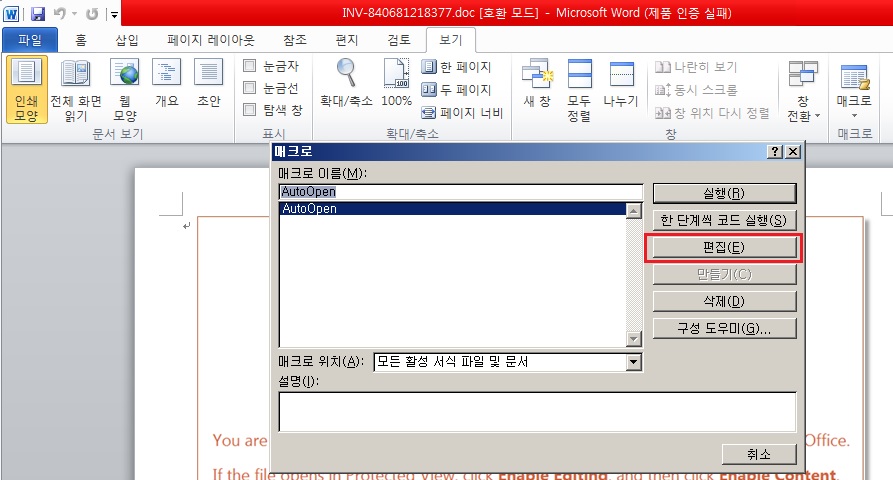 INV-840681218377.doc [호환 모드] - Microsoft Word (제품 인증 실패)
파일 홈 삽입 페이지 레이아웃 참조 편지 검토 보기
인쇄 모양
전체 화면 읽기
웹 모양
개요
초안
문서 보기
눈금자
눈금선
탐색 창
표시
확대/축소
100%
한 페이지
두 페이지
페이지 너비
확대/축소
새 창
모두 정렬
나누기
나란히 보기
동시 스크롤
창 위치 다시 정렬
창
창 전환
매크로
매크로
매크로
매크로 이름(M):
AutoOpen
AutoOpen
실행(R)
한 단계씩 코드 실행(S)
편집(E)
만들기(C)
삭제(D)
구성 도우미(G)...
매크로 위치(A): 모든 활성 서식 파일 및 문서
설명(I):
취소
You are Office.
If the file opens in Protected View, click Enable Editing, and then click Enable Content.